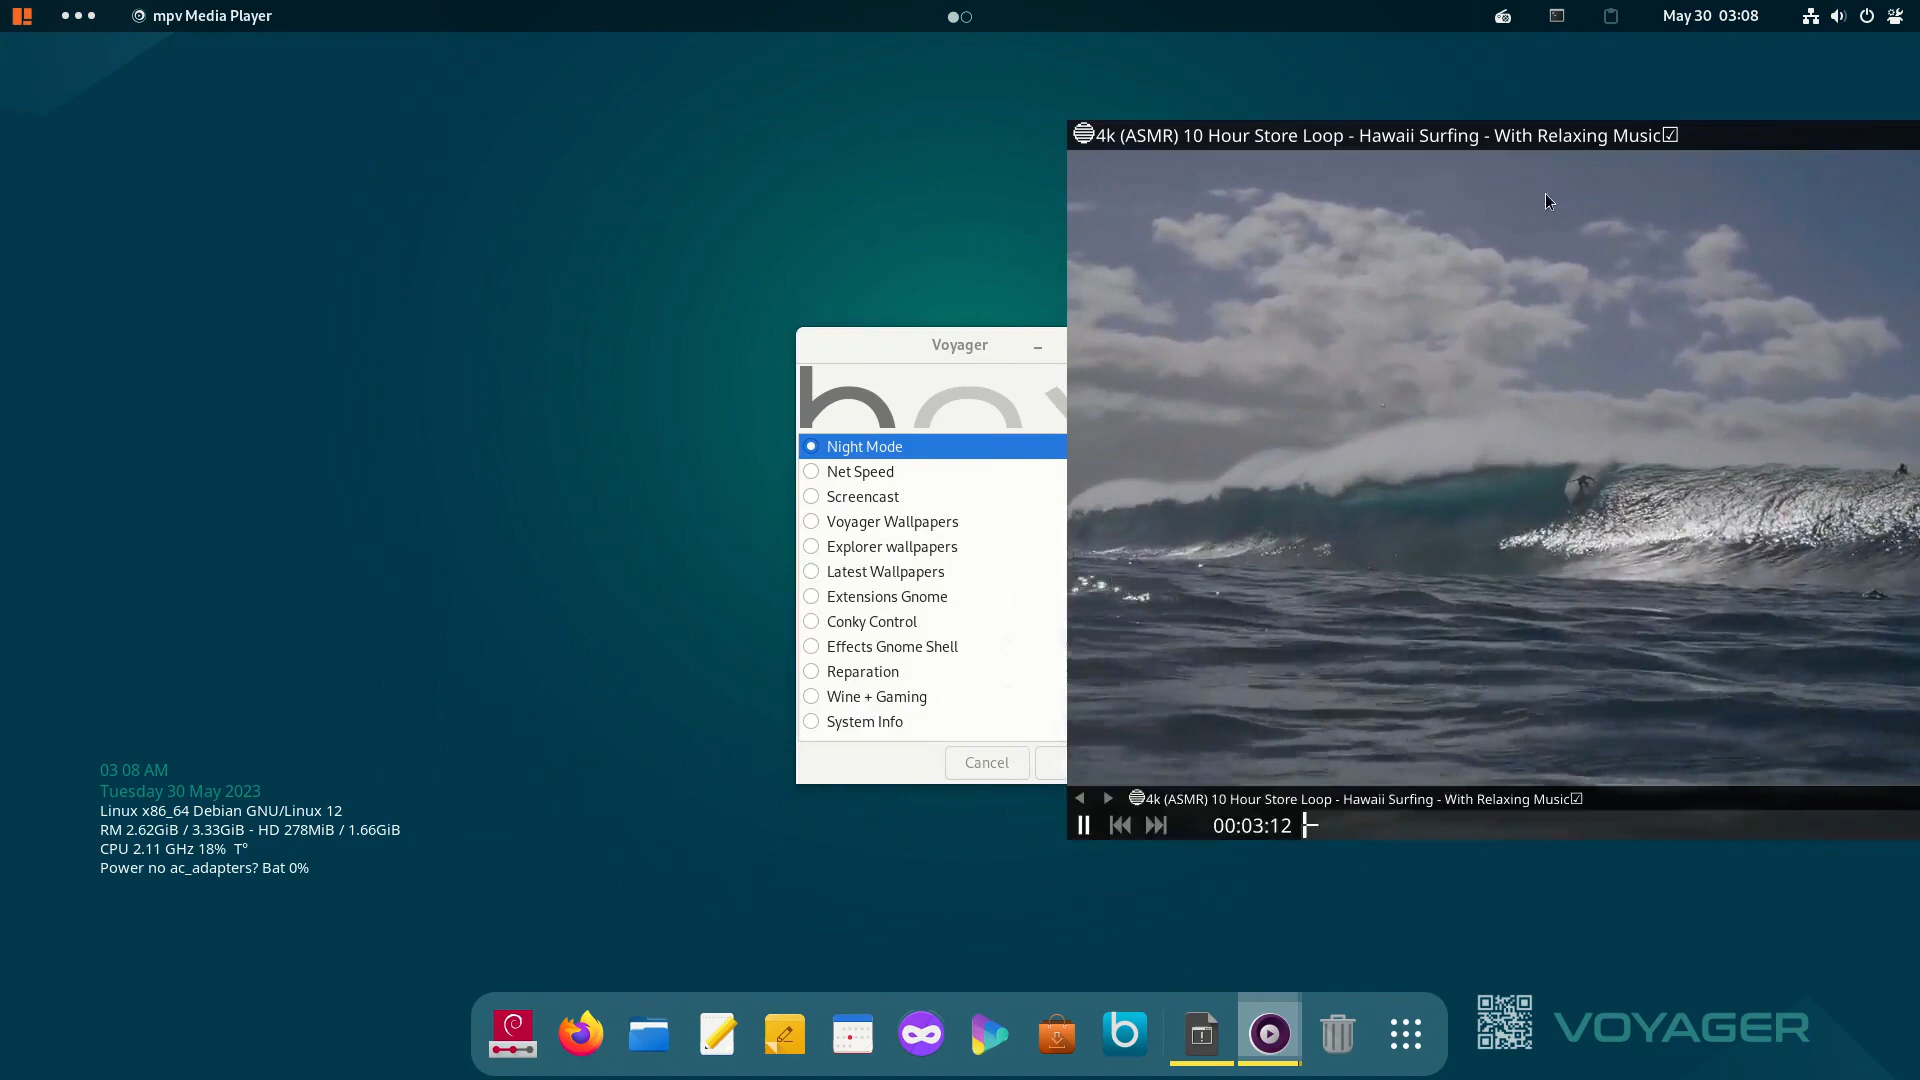 mpv Media Player
May 30 03:08
4k (ASMR) 10 Hour Store Loop - Hawaii Surfing - With Relaxing Music☑
Voyager
Night Mode
Net Speed
Screencast
Voyager Wallpapers
Explorer wallpapers
Latest Wallpapers
Extensions Gnome
Conky Control
Effects Gnome Shell
Reparation
Wine + Gaming
System Info
Cancel
4k (ASMR) 10 Hour Store Loop - Hawaii Surfing - With Relaxing Music☑
00:03:12
03 08 AM
Tuesday 30 May 2023
Linux x86_64 Debian GNU/Linux 12
RM 2.62GiB / 3.33GiB - HD 278MiB / 1.66GiB
CPU 2.11 GHz 18% T°
Power no ac_adapters? Bat 0%
VOYAGER